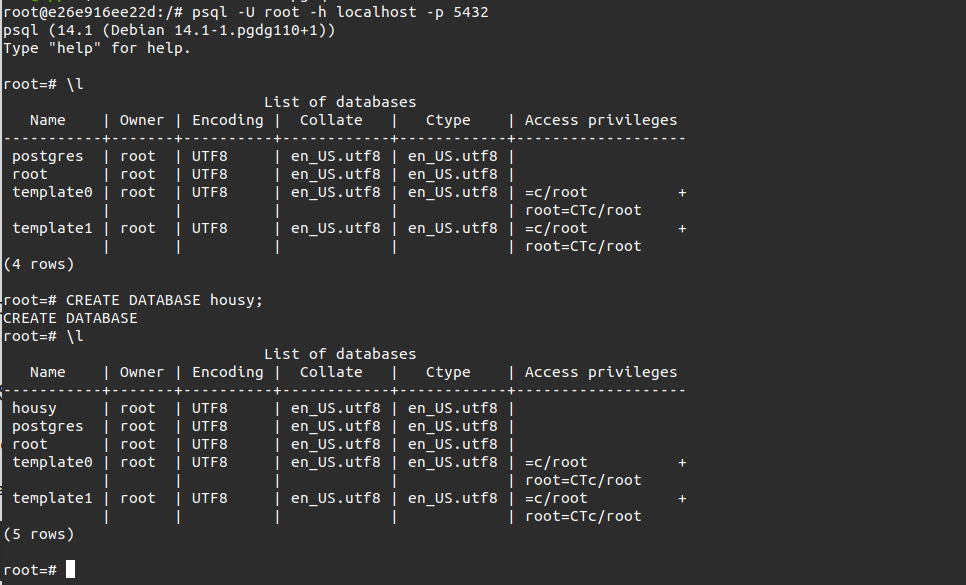 root@e26e916ee22d:/# psql -U root -h localhost -p 5432
psql (14.1 (Debian 14.1-1.pgdg110+1))
Type "help" for help.

root=# \l
                             List of databases
   Name    | Owner | Encoding |  Collate   |   Ctype    | Access privileges
-----------+-------+----------+------------+------------+-------------------
 postgres  | root  | UTF8     | en_US.utf8 | en_US.utf8 |
 root      | root  | UTF8     | en_US.utf8 | en_US.utf8 |
 template0 | root  | UTF8     | en_US.utf8 | en_US.utf8 | =c/root          +
           |       |          |            |            | root=CTc/root
 template1 | root  | UTF8     | en_US.utf8 | en_US.utf8 | =c/root          +
           |       |          |            |            | root=CTc/root
(4 rows)

root=# CREATE DATABASE housy;
CREATE DATABASE
root=# \l
                             List of databases
   Name    | Owner | Encoding |  Collate   |   Ctype    | Access privileges
-----------+-------+----------+------------+------------+-------------------
 housy     | root  | UTF8     | en_US.utf8 | en_US.utf8 |
 postgres  | root  | UTF8     | en_US.utf8 | en_US.utf8 |
 root      | root  | UTF8     | en_US.utf8 | en_US.utf8 |
 template0 | root  | UTF8     | en_US.utf8 | en_US.utf8 | =c/root          +
           |       |          |            |            | root=CTc/root
 template1 | root  | UTF8     | en_US.utf8 | en_US.utf8 | =c/root          +
           |       |          |            |            | root=CTc/root
(5 rows)

root=#